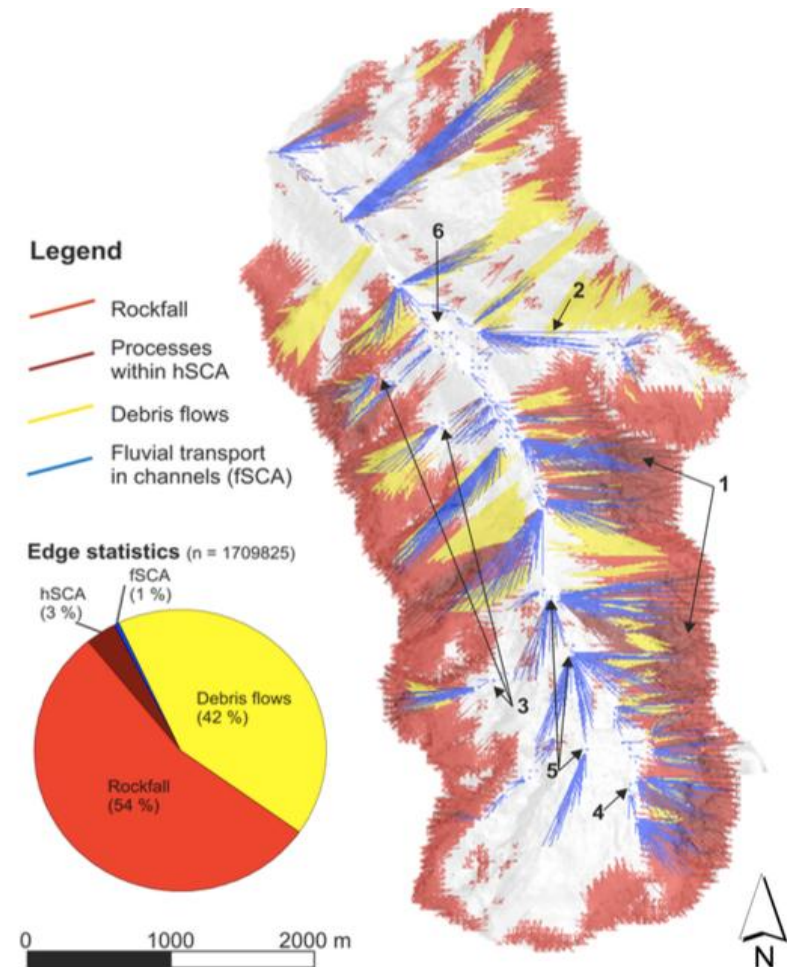 Legend
Rockfall
Processes
within hSCA
Debris flows
Fluvial transport
in channels (fSCA)
Edge statistics (n = 1709825)
fSCA
(1 %)
hSCA
(3 %)
Debris flows
(42 %)
Rockfall
(54 %)
0 1000 2000 m
6
2
1
3
5
4
N